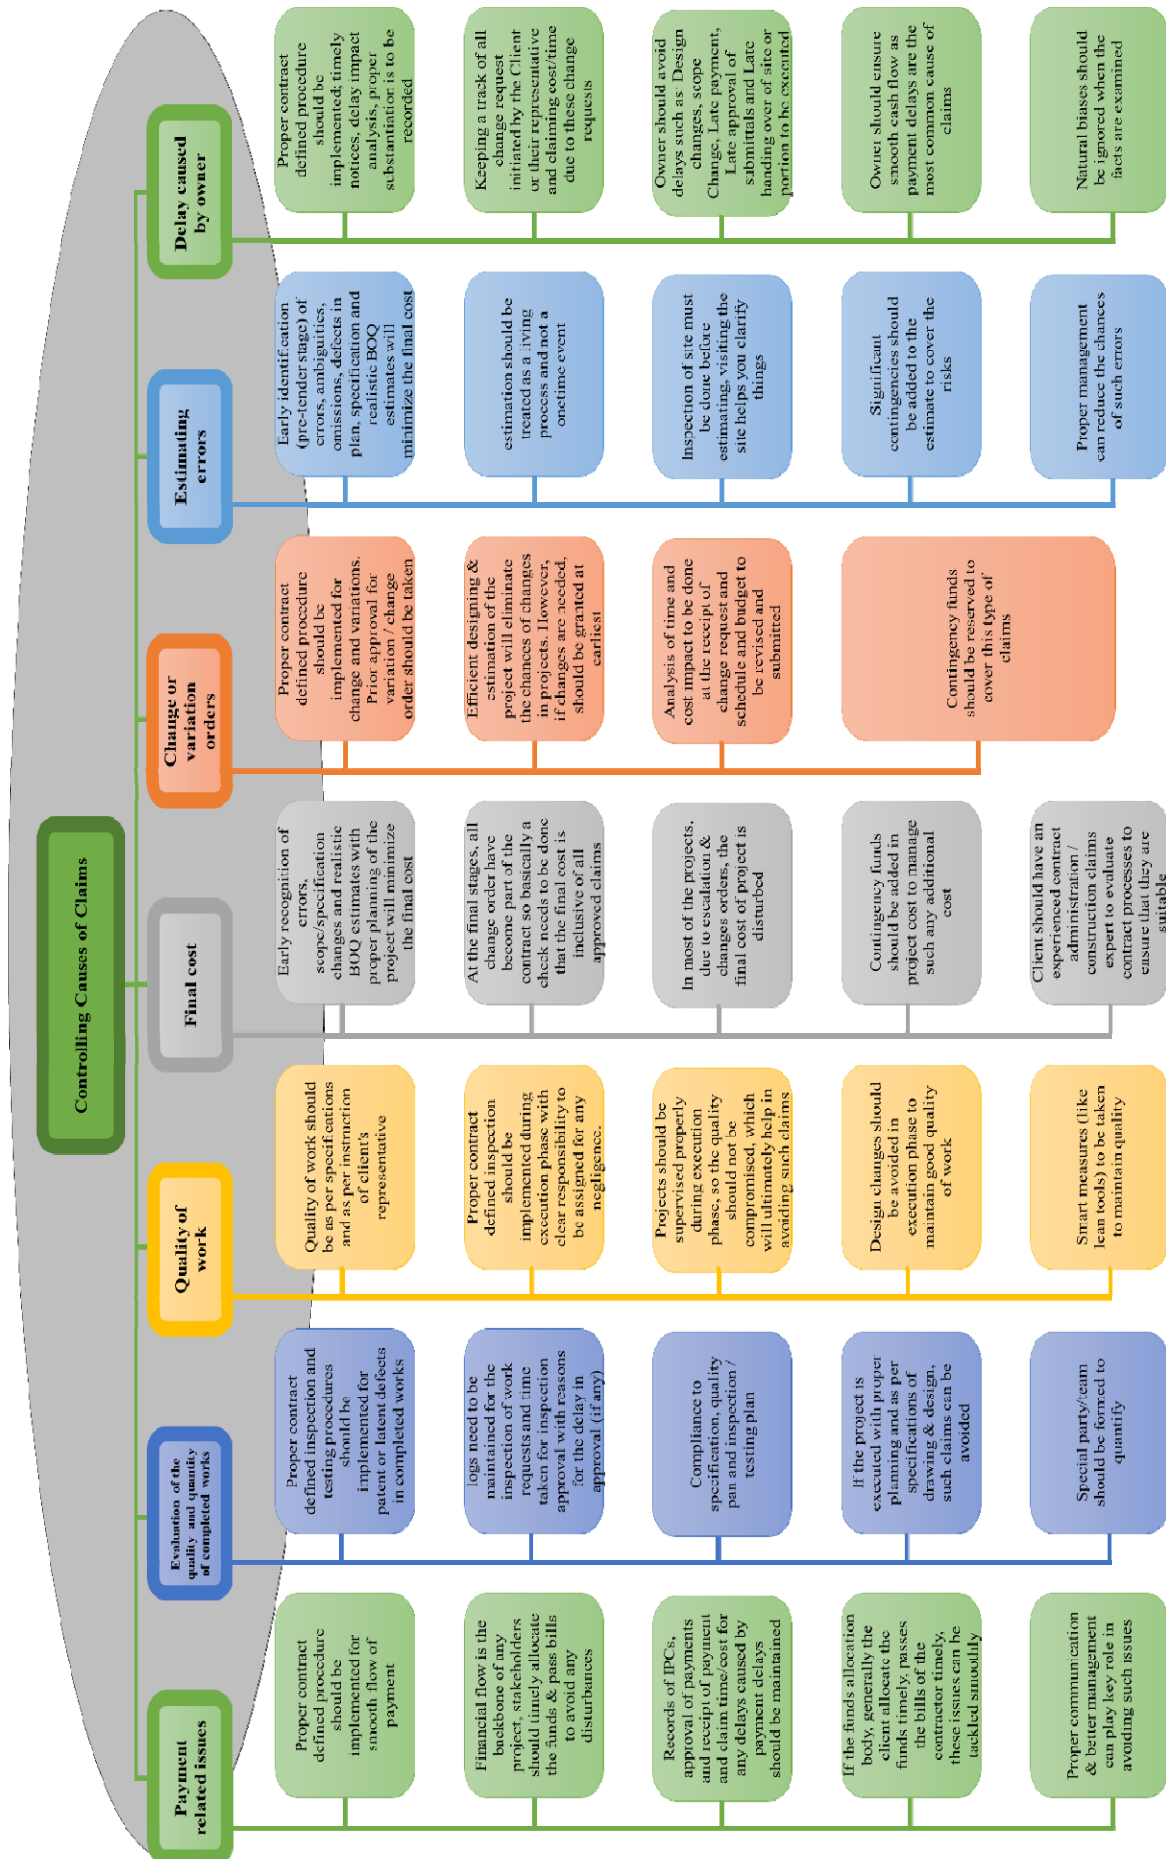 Controlling Causes of Claims
Payment
related issues
Proper contract
defined procedure
should be
implemented for
smooth flow of
payment
Financial flow is the
backbone of any
project, stakeholders
should timely allocate
the funds & pass bills
to avoid any
disturbances
Records of IPCs,
approval of payments
and receipt of payment
and claim time/cost for
any delays caused by
payment delays
should be maintained
If the funds allocation
body, generally the
client allocate the
funds timely, passes
the bills of the
contractor timely,
these issues can be
tackled smoothly
Proper communication
& better management
can play key role in
avoiding such issues
Evaluation of the
quality and quantity
of completed works
Proper contract
defined inspection and
testing procedures
should be
implemented for
patent or latent defects
in completed works
logs need to be
maintained for the
inspection of work
requests and time
taken for inspection
approval with reasons
for the delay in
approval (if any)
Compliance to
specification, quality
pan and inspection /
testing plan
If the project is
executed with proper
planning and as per
specifications of
drawing & design,
such claims can be
avoided
Special party/team
should be formed to
quantify
Quality of
work
Quality of work should
be as per specifications
and as per instruction
of client's
representative
Proper contract
defined inspection
should be
implemented during
execution phase with
clear responsibility to
be assigned for any
negligence.
Projects should be
supervised properly
during execution
phase, so the quality
should not be
compromised, which
will ultimately help in
avoiding such claims
Design changes should
be avoided in
execution phase to
maintain good quality
of work
Smart measures (like
lean tools) to be taken
to maintain quality
Final cost
Early recognition of
errors,
scope/specification
changes and realistic
BOQ estimates with
proper planning of the
project will minimize
the final cost
At the final stages, all
change order have
become part of the
contract so basically a
check needs to be done
that the final cost is
inclusive of all
approved claims
In most of the projects,
due to escalation &
changes orders, the
final cost of project is
disturbed
Contingency funds
should be added in
project cost to manage
such any additional
cost
Client should have an
experienced contract
administration /
construction claims
expert to evaluate
contract processes to
ensure that they are
suitable
Change or
variation
orders
Proper contract
defined procedure
should be
implemented for
change and variations.
Prior approval for
variation / change
order should be taken
Efficient designing &
estimation of the
project will eliminate
the chances of changes
in projects. However,
if changes are needed,
should be granted at
earliest
Analysis of time and
cost impact to be done
at the receipt of
change request and
schedule and budget to
be revised and
submitted
Contingency funds
should be reserved to
cover this type of
claims
Estimating
errors
Early identification
(pre-tender stage) of
errors, ambiguities,
omissions, defects in
plan, specification and
realistic BOQ
estimates will
minimize the final cost
estimation should be
treated as a living
process and not a
onetime event
Inspection of site must
be done before
estimating, visiting the
site helps you clarify
things
Significant
contingencies should
be added to the
estimate to cover the
risks
Proper management
can reduce the chances
of such errors
Delay caused
by owner
Proper contract
defined procedure
should be
implemented; timely
notices, delay impact
analysis, proper
substantiation is to be
recorded
Keeping a track of all
change request
initiated by the Client
or their representative
and claiming cost/time
due to these change
requests
Owner should avoid
delays such as: Design
changes, scope
Change, Late payment,
Late approval of
submittals and Late
handing over of site or
portion to be executed
Owner should ensure
smooth cash flow as
payment delays are the
most common cause of
claims
Natural biases should
be ignored when the
facts are examined